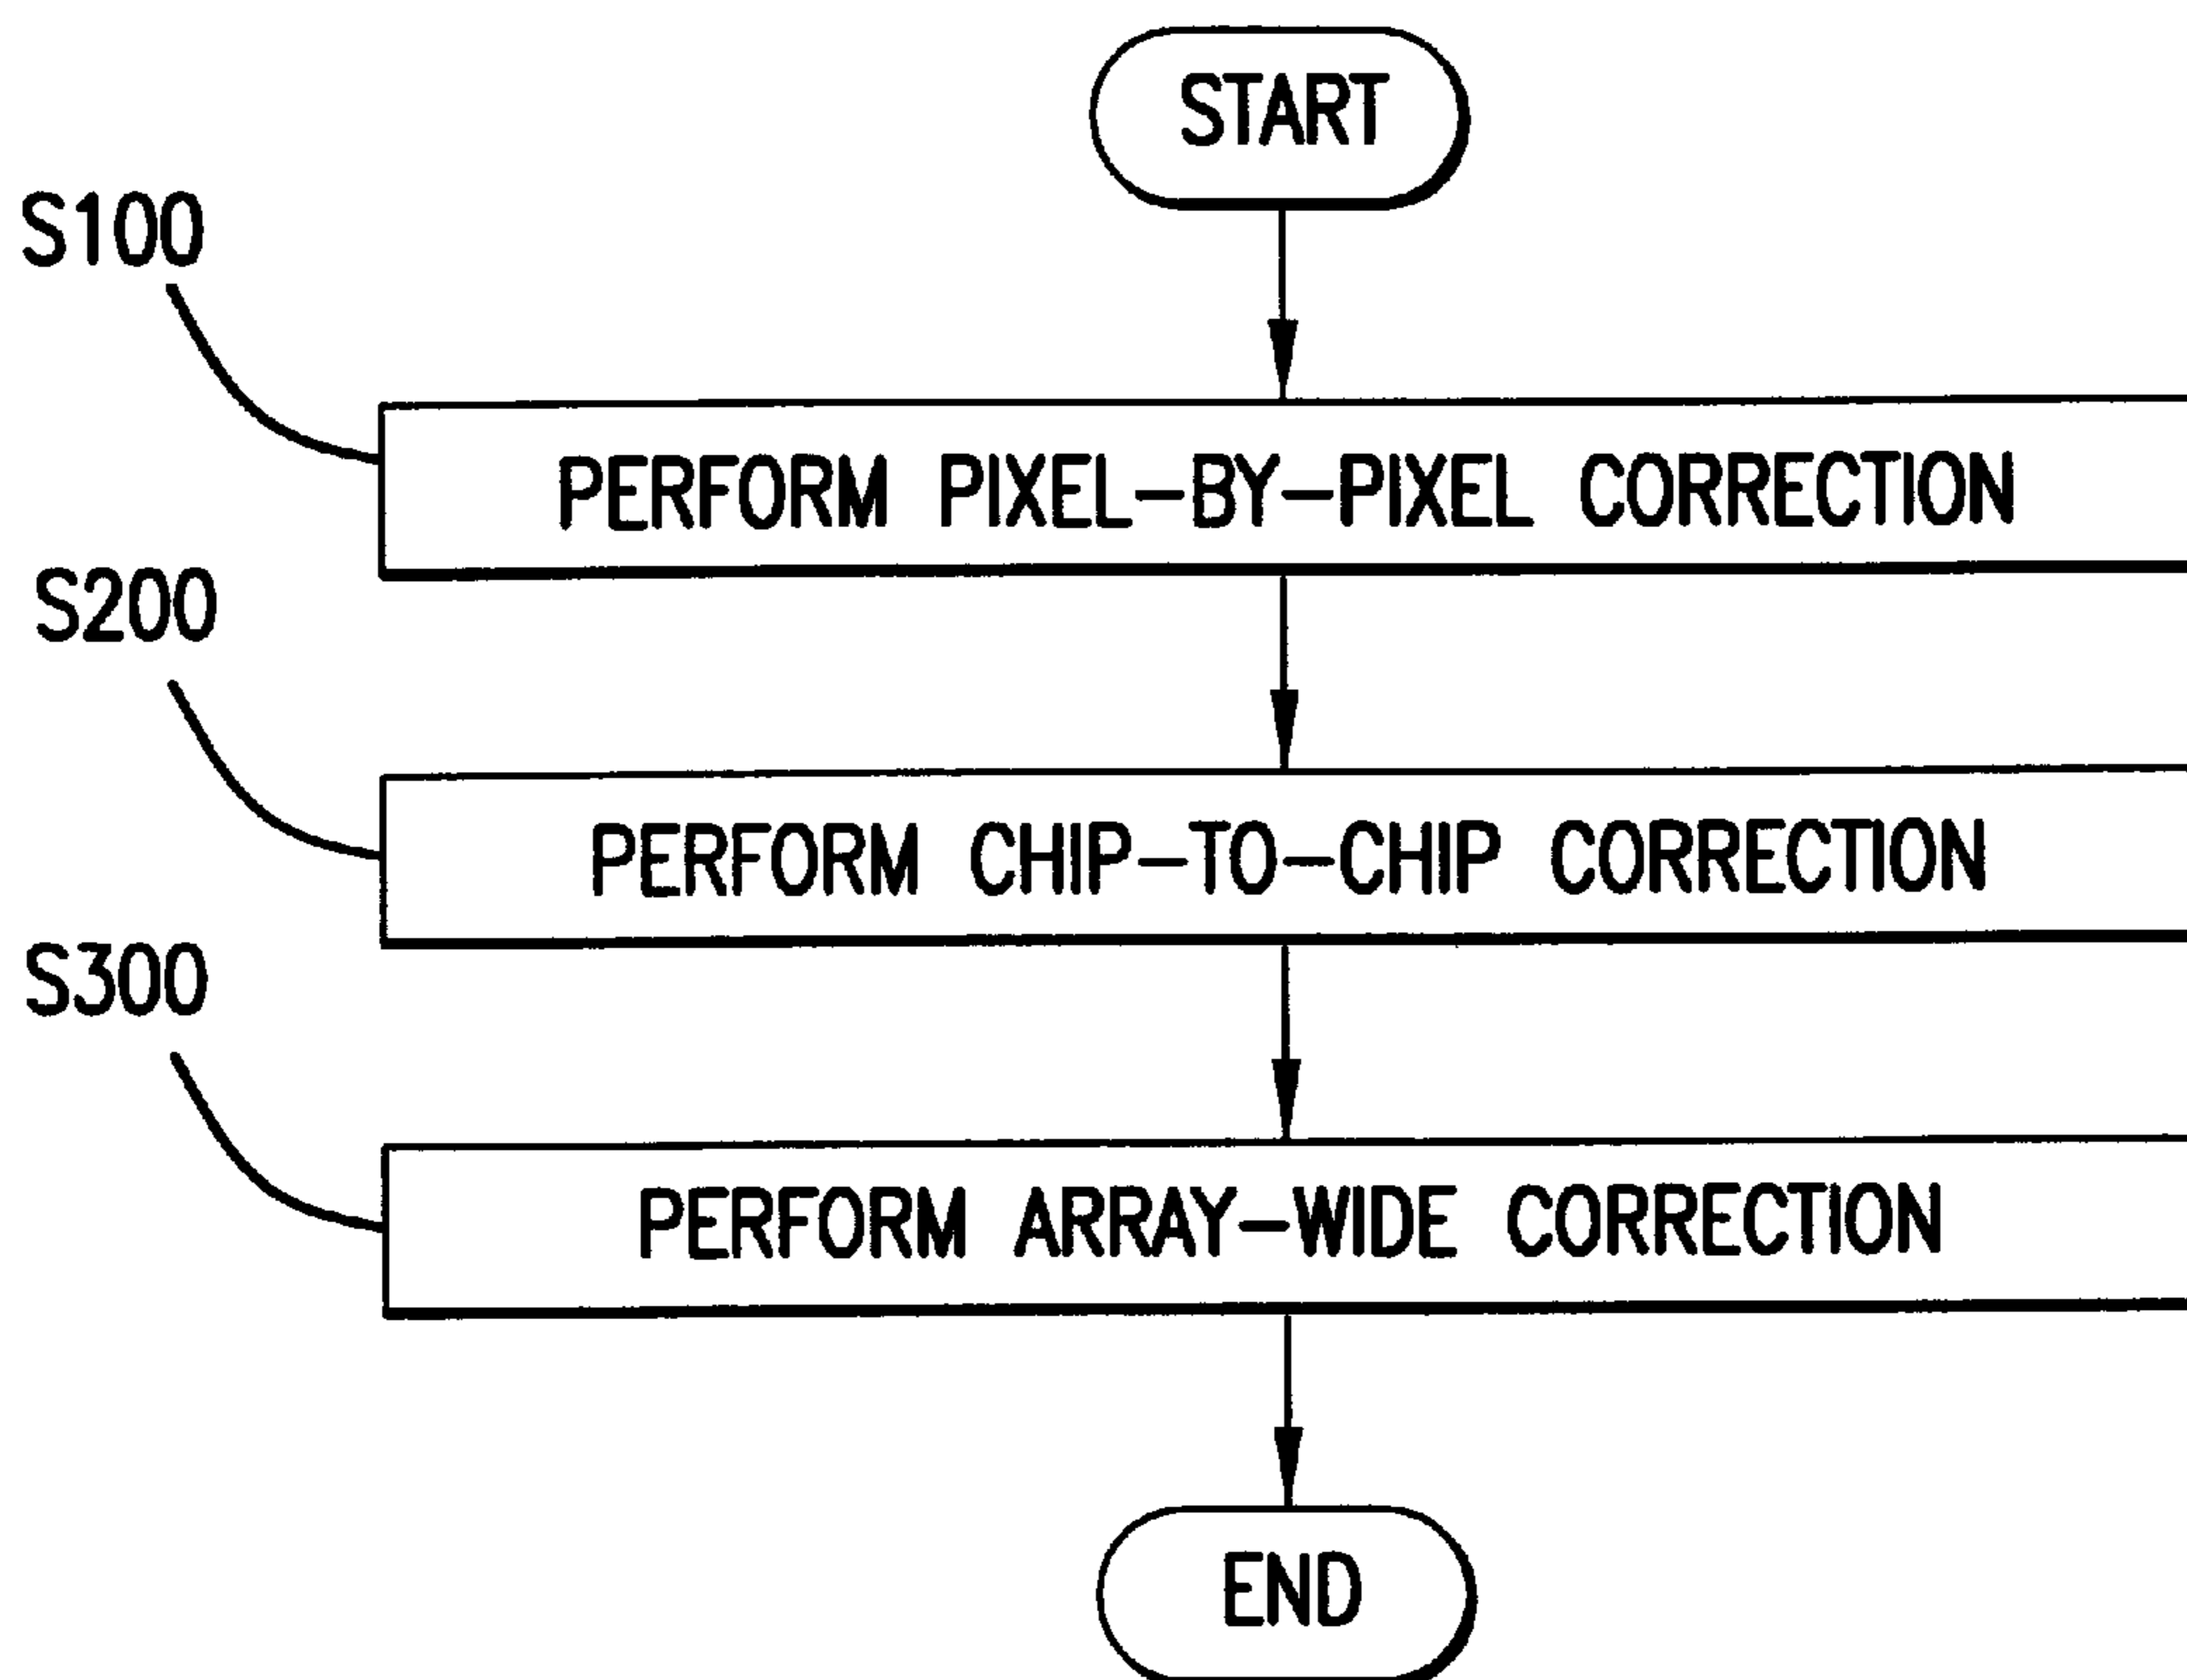 START
S100
PERFORM PIXEL-BY-PIXEL CORRECTION
S200
PERFORM CHIP-TO-CHIP CORRECTION
S300
PERFORM ARRAY-WIDE CORRECTION
END